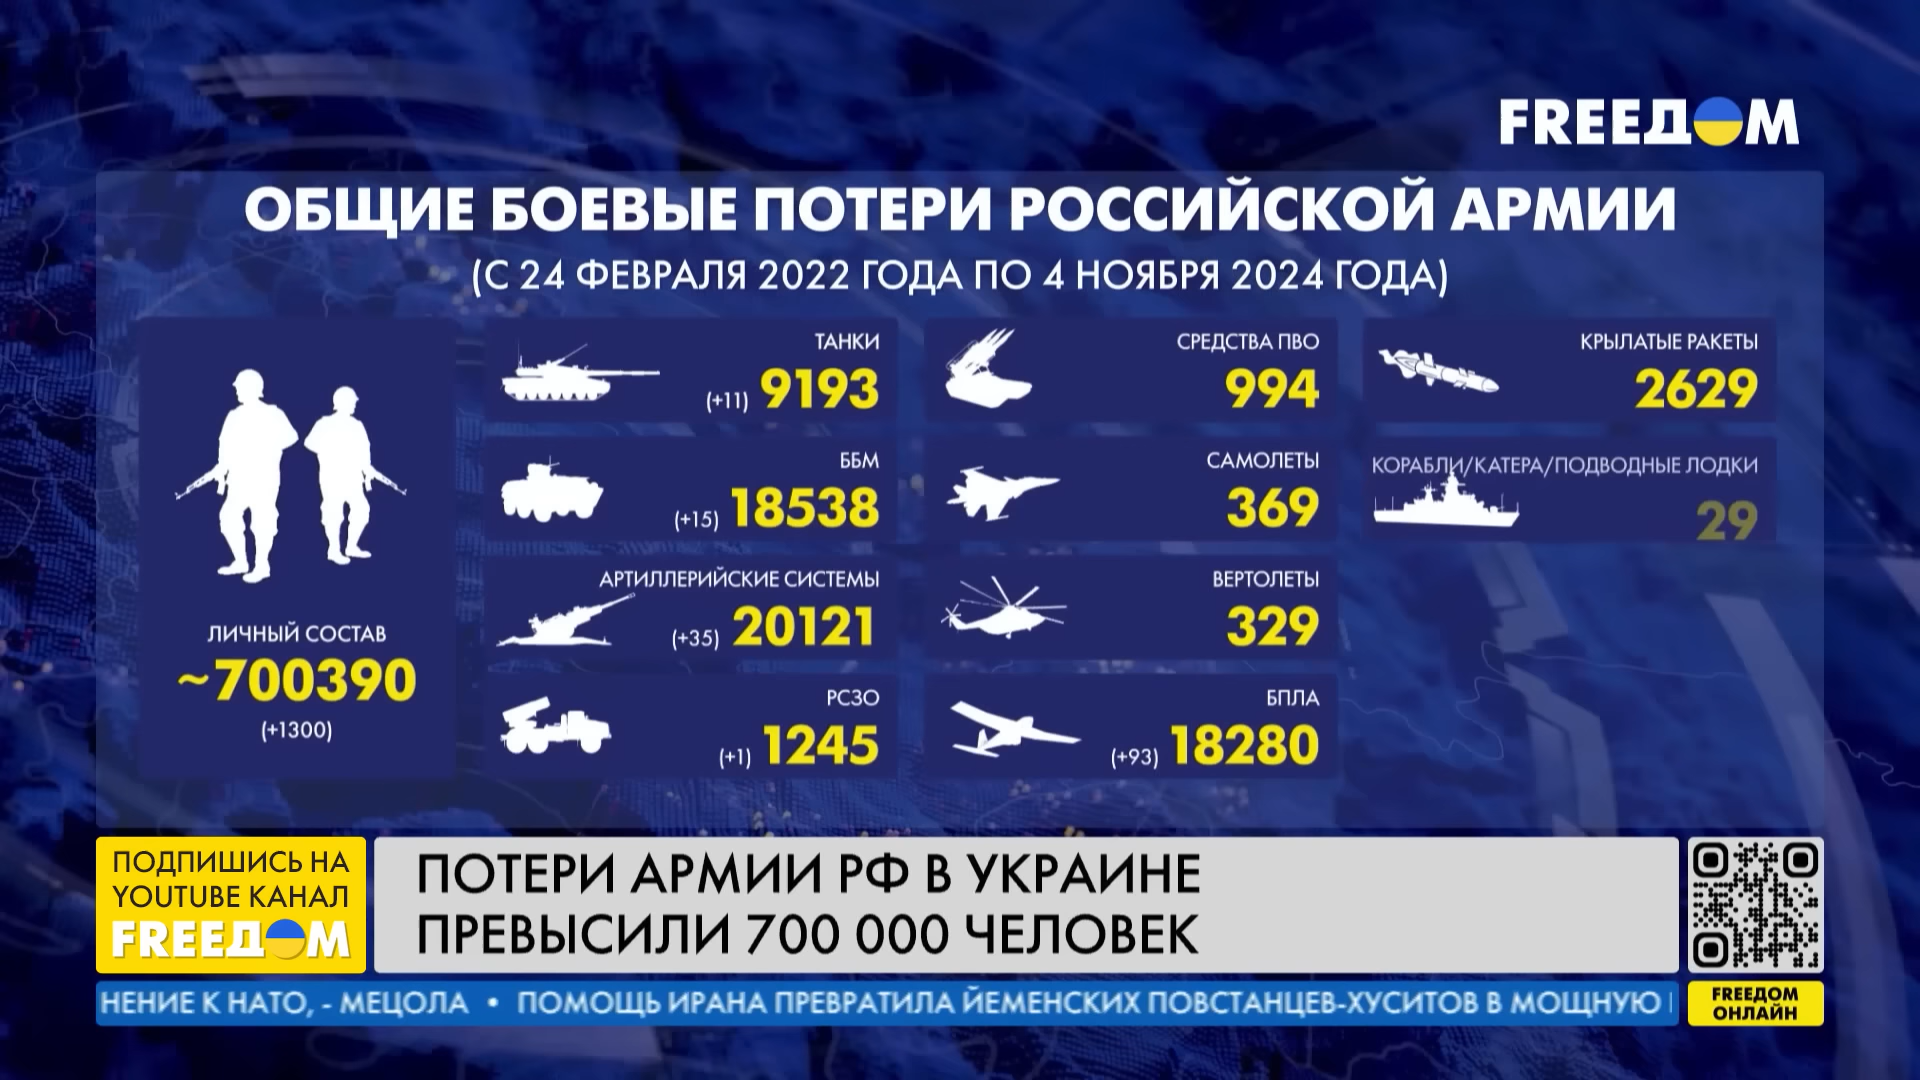 FREEДOM
ОБЩИЕ БОЕВЫЕ ПОТЕРИ РОССИЙСКОЙ АРМИИ
(С 24 ФЕВРАЛЯ 2022 ГОДА ПО 4 НОЯБРЯ 2024 ГОДА)
ЛИЧНЫЙ СОСТАВ
~700390
(+1300)
ТАНКИ
(+11) 9193
ББМ
(+15) 18538
АРТИЛЛЕРИЙСКИЕ СИСТЕМЫ
(+35) 20121
РСЗО
(+1) 1245
СРЕДСТВА ПВО
994
САМОЛЕТЫ
369
ВЕРТОЛЕТЫ
329
БПЛА
(+93) 18280
КРЫЛАТЫЕ РАКЕТЫ
2629
КОРАБЛИ/КАТЕРА/ПОДВОДНЫЕ ЛОДКИ
29
ПОДПИШИСЬ НА
YOUTUBE КАНАЛ
FREEДOM
ПОТЕРИ АРМИИ РФ В УКРАИНЕ
ПРЕВЫСИЛИ 700 000 ЧЕЛОВЕК
НЕНИЕ К НАТО, - МЕЦОЛА • ПОМОЩЬ ИРАНА ПРЕВРАТИЛА ЙЕМЕНСКИХ ПОВСТАНЦЕВ-ХУСИТОВ В МОЩНУЮ
FREEДOM
ОНЛАЙН